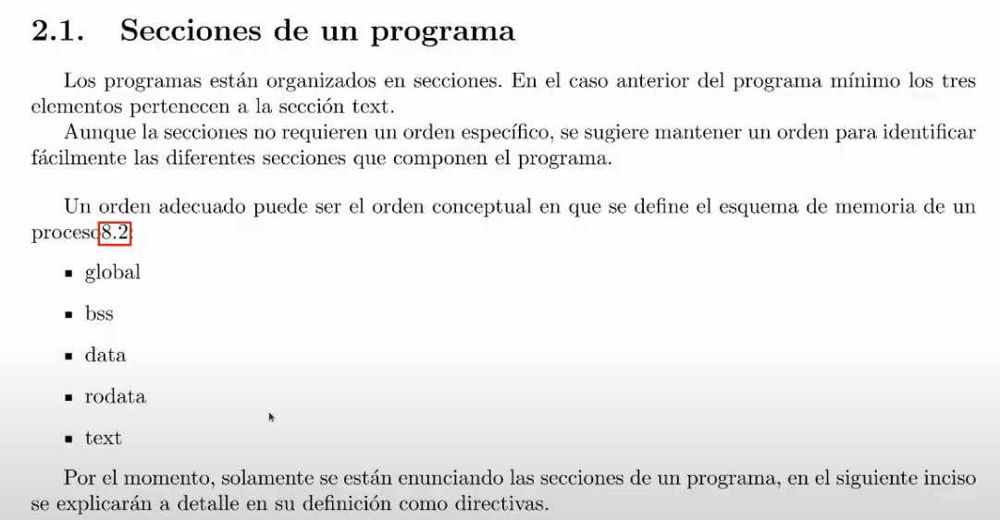 2.1. Secciones de un programa
Los programas están organizados en secciones. En el caso anterior del programa mínimo los tres
elementos pertenecen a la sección text.
Aunque la secciones no requieren un orden específico, se sugiere mantener un orden para identificar
fácilmente las diferentes secciones que componen el programa.
Un orden adecuado puede ser el orden conceptual en que se define el esquema de memoria de un
proceso8.2:
▪ global
▪ bss
▪ data
▪ rodata
▪ text
Por el momento, solamente se están enunciando las secciones de un programa, en el siguiente inciso
se explicarán a detalle en su definición como directivas.